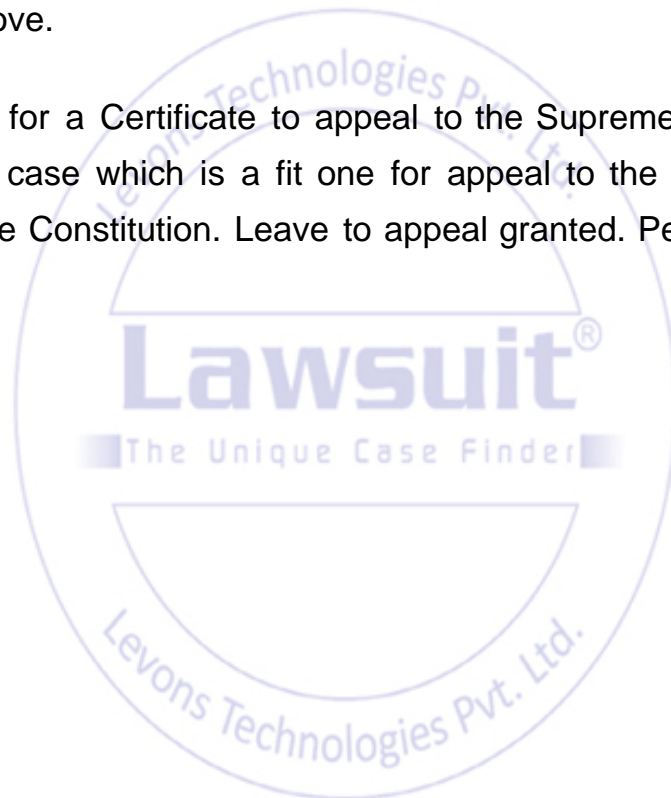 ove.
for a Certificate to appeal to the Supreme
case which is a fit one for appeal to the
e Constitution. Leave to appeal granted. Pe
Levons Technologies Pvt. Ltd.
Lawsuit®
The Unique Case Finder
Levons Technologies Pvt. Ltd.